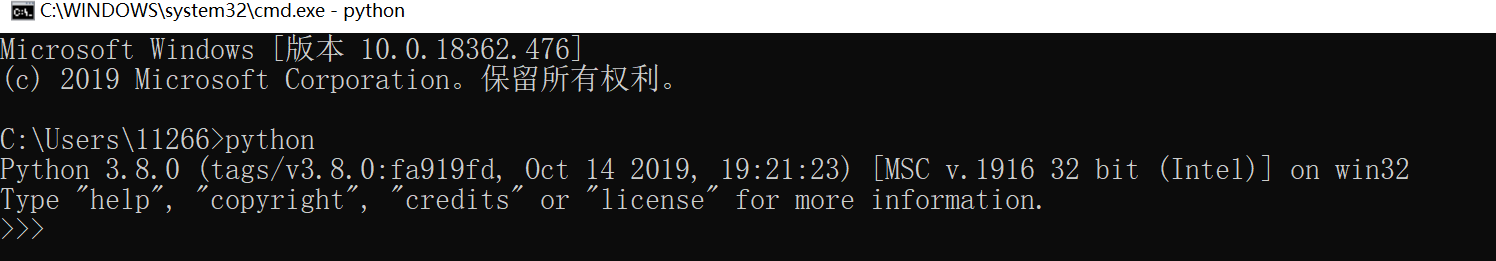 C:\WINDOWS\system32\cmd.exe - python
Microsoft Windows [版本 10.0.18362.476]
(c) 2019 Microsoft Corporation。保留所有权利。
C:\Users\11266>python
Python 3.8.0 (tags/v3.8.0:fa919fd, Oct 14 2019, 19:21:23) [MSC v.1916 32 bit (Intel)] on win32
Type "help", "copyright", "credits" or "license" for more information.
>>>